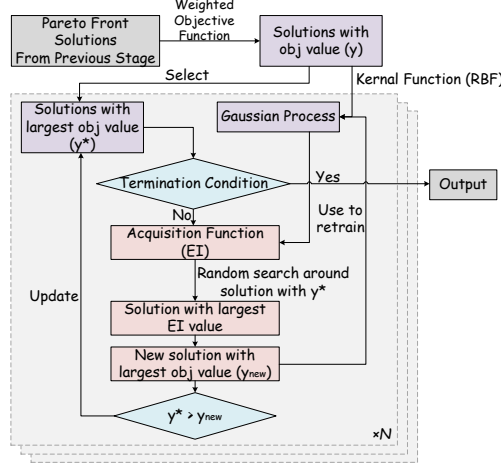 Pareto Front
Solutions
From Previous Stage
Weighted
Objective
Function
Solutions with
obj value (y)
Select
Kernal Function (RBF)
Solutions with
largest obj value
(y*)
Gaussian Process
Termination Condition
Yes
Output
No
Use to
retrain
Acquisition Function
(EI)
Random search around
solution with y*
Update
Solution with largest
EI value
New solution with
largest obj value (ynew)
y* > ynew
×N